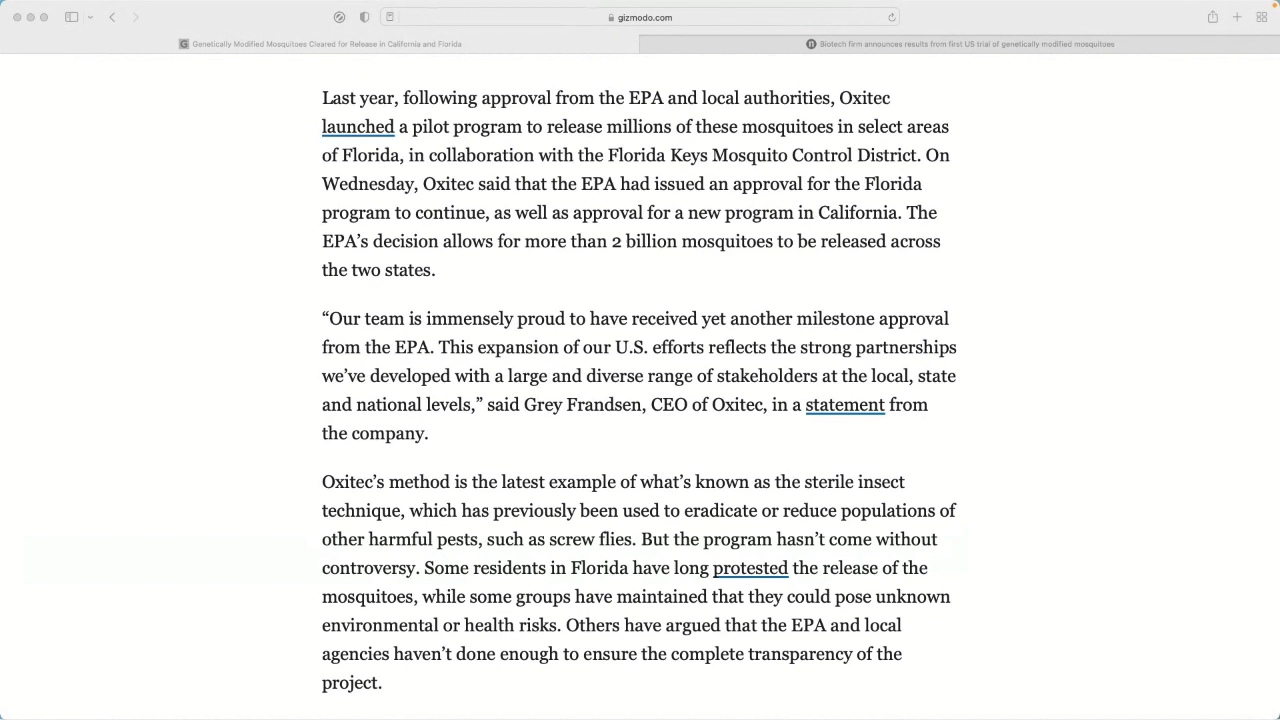 gizmodo.com
Genetically Modified Mosquitoes Cleared for Release in California and Florida
Biotech firm announces results from first US trial of genetically modified mosquitoes
Last year, following approval from the EPA and local authorities, Oxitec
launched a pilot program to release millions of these mosquitoes in select areas
of Florida, in collaboration with the Florida Keys Mosquito Control District. On
Wednesday, Oxitec said that the EPA had issued an approval for the Florida
program to continue, as well as approval for a new program in California. The
EPA’s decision allows for more than 2 billion mosquitoes to be released across
the two states.
“Our team is immensely proud to have received yet another milestone approval
from the EPA. This expansion of our U.S. efforts reflects the strong partnerships
we’ve developed with a large and diverse range of stakeholders at the local, state
and national levels,” said Grey Frandsen, CEO of Oxitec, in a statement from
the company.
Oxitec’s method is the latest example of what’s known as the sterile insect
technique, which has previously been used to eradicate or reduce populations of
other harmful pests, such as screw flies. But the program hasn’t come without
controversy. Some residents in Florida have long protested the release of the
mosquitoes, while some groups have maintained that they could pose unknown
environmental or health risks. Others have argued that the EPA and local
agencies haven’t done enough to ensure the complete transparency of the
project.